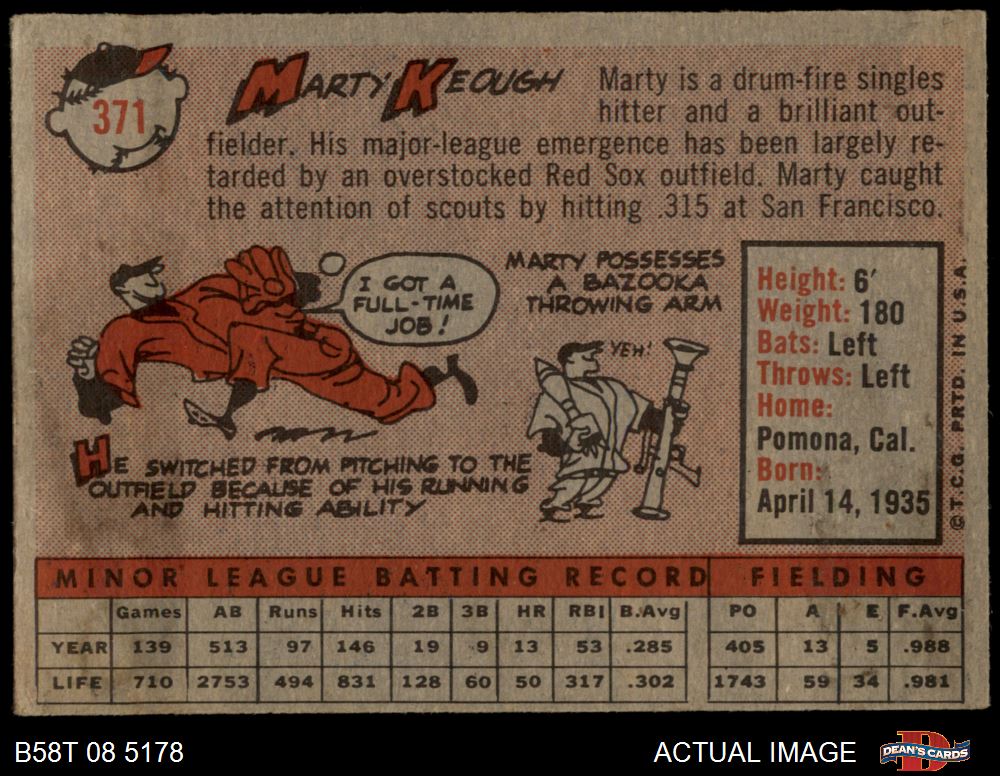 371
MARTY KEOUGH
Marty is a drum-fire singles
hitter and a brilliant out-
fielder. His major-league emergence has been largely re-
tarded by an overstocked Red Sox outfield. Marty caught
the attention of scouts by hitting .315 at San Francisco.
I GOT A
FULL-TIME
JOB!
HE SWITCHED FROM PITCHING TO THE
OUTFIELD BECAUSE OF HIS RUNNING
AND HITTING ABILITY
MARTY POSSESSES
A BAZOOKA
THROWING ARM
YEH!
Height: 6'
Weight: 180
Bats: Left
Throws: Left
Home:
Pomona, Cal.
Born:
April 14, 1935
© T.C.G. PRTD. IN U.S.A.
MINOR LEAGUE BATTING RECORD FIELDING
Games AB Runs Hits 2B 3B HR RBI B.Avg PO A E F.Avg
YEAR 139 513 97 146 19 9 13 53 .285 405 13 5 .988
LIFE 710 2753 494 831 128 60 50 317 .302 1743 59 34 .981
B58T 08 5178
ACTUAL IMAGE
D
DEAN'S CARDS